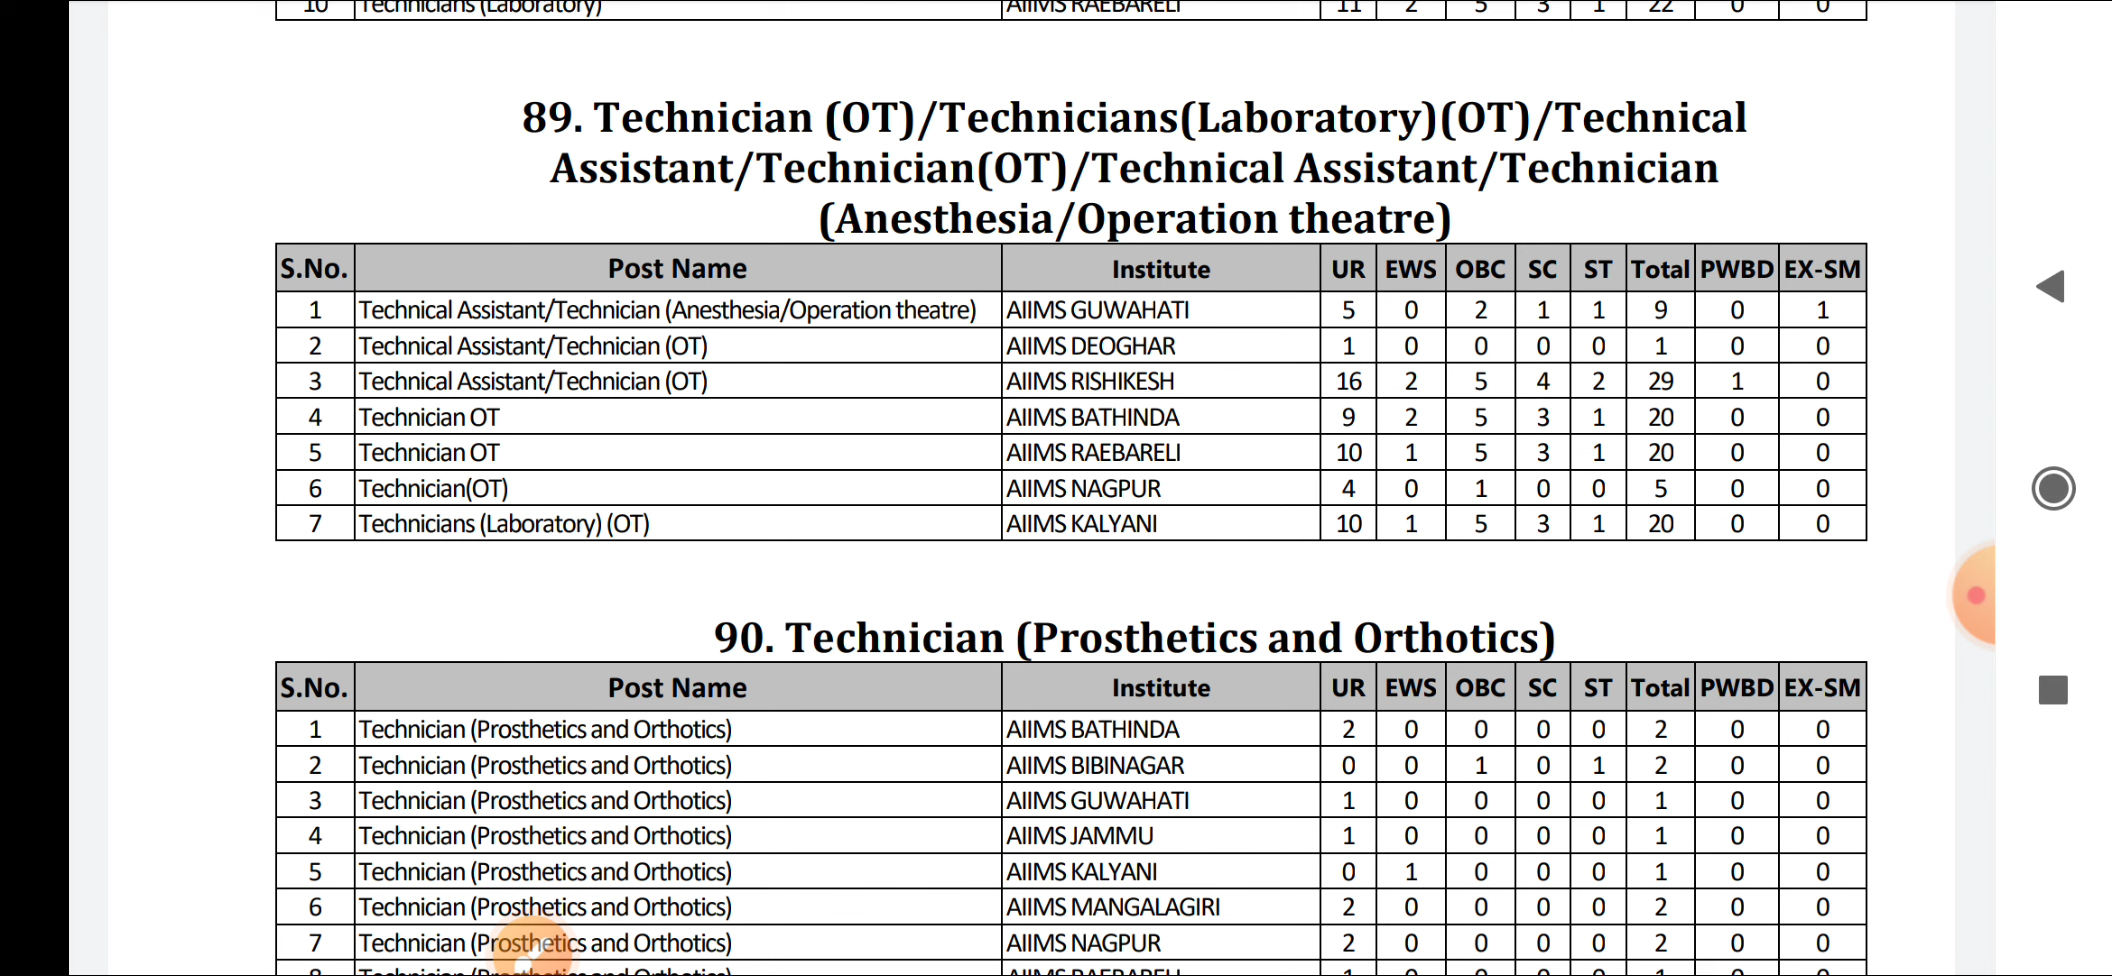 10 Technicians (Laboratory) AIIMS RAEBARELI 11 2 5 3 1 22 0 0
89. Technician (OT)/Technicians(Laboratory)(OT)/Technical
Assistant/Technician(OT)/Technical Assistant/Technician
(Anesthesia/Operation theatre)
S.No. Post Name Institute UR EWS OBC SC ST Total PWBD EX-SM
1 Technical Assistant/Technician (Anesthesia/Operation theatre) AIIMS GUWAHATI 5 0 2 1 1 9 0 1
2 Technical Assistant/Technician (OT) AIIMS DEOGHAR 1 0 0 0 0 1 0 0
3 Technical Assistant/Technician (OT) AIIMS RISHIKESH 16 2 5 4 2 29 1 0
4 Technician OT AIIMS BATHINDA 9 2 5 3 1 20 0 0
5 Technician OT AIIMS RAEBARELI 10 1 5 3 1 20 0 0
6 Technician(OT) AIIMS NAGPUR 4 0 1 0 0 5 0 0
7 Technicians (Laboratory) (OT) AIIMS KALYANI 10 1 5 3 1 20 0 0
90. Technician (Prosthetics and Orthotics)
S.No. Post Name Institute UR EWS OBC SC ST Total PWBD EX-SM
1 Technician (Prosthetics and Orthotics) AIIMS BATHINDA 2 0 0 0 0 2 0 0
2 Technician (Prosthetics and Orthotics) AIIMS BIBINAGAR 0 0 1 0 1 2 0 0
3 Technician (Prosthetics and Orthotics) AIIMS GUWAHATI 1 0 0 0 0 1 0 0
4 Technician (Prosthetics and Orthotics) AIIMS JAMMU 1 0 0 0 0 1 0 0
5 Technician (Prosthetics and Orthotics) AIIMS KALYANI 0 1 0 0 0 1 0 0
6 Technician (Prosthetics and Orthotics) AIIMS MANGALAGIRI 2 0 0 0 0 2 0 0
7 Technician (Prosthetics and Orthotics) AIIMS NAGPUR 2 0 0 0 0 2 0 0